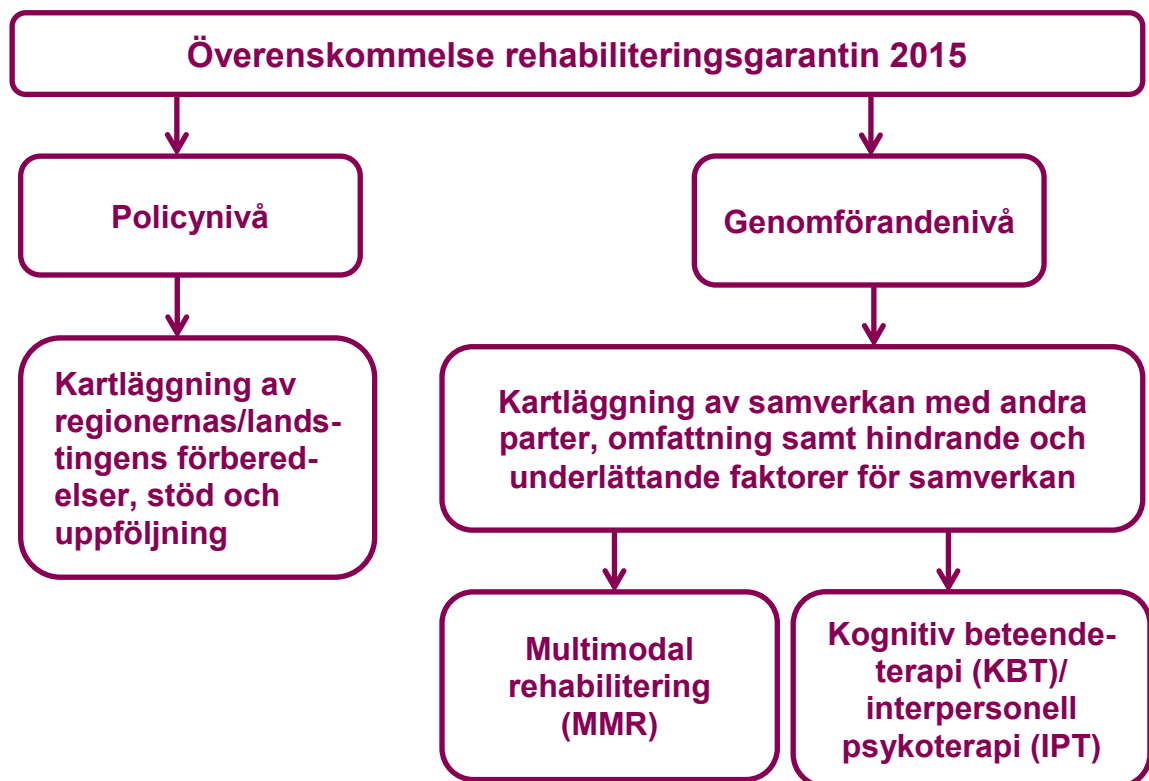 Överenskommelse rehabiliteringsgarantin 2015
Policynivå
Genomförandenivå
Kartläggning av
regionernas/lands-
tingens förbered-
elser, stöd och
uppföljning
Kartläggning av samverkan med andra
parter, omfattning samt hindrande och
underlättande faktorer för samverkan
Multimodal
rehabilitering
(MMR)
Kognitiv beteende-
terapi (KBT)/
interpersonell
psykoterapi (IPT)